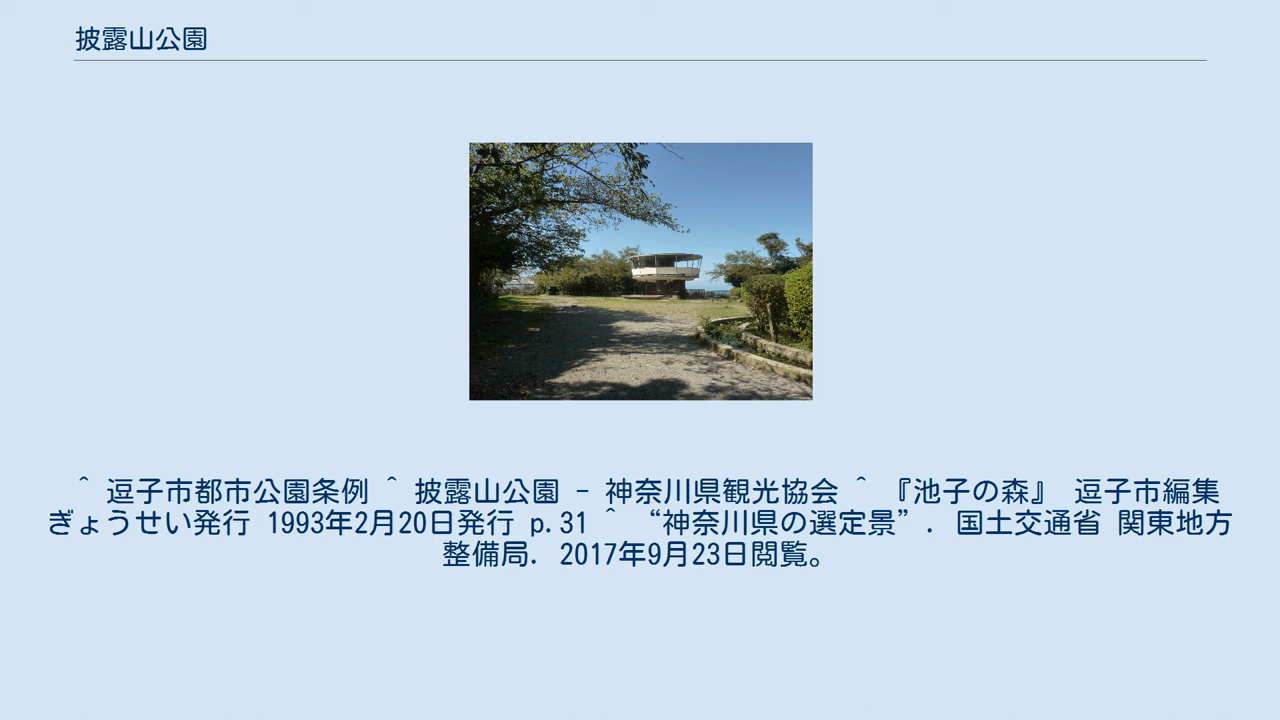 披露山公園
^ 逗子市都市公園条例 ^ 披露山公園 - 神奈川県観光協会 ^ 『池子の森』 逗子市編集
ぎょうせい発行 1993年2月20日発行 p.31 ^ “神奈川県の選定景”. 国土交通省 関東地方
整備局. 2017年9月23日閲覧。